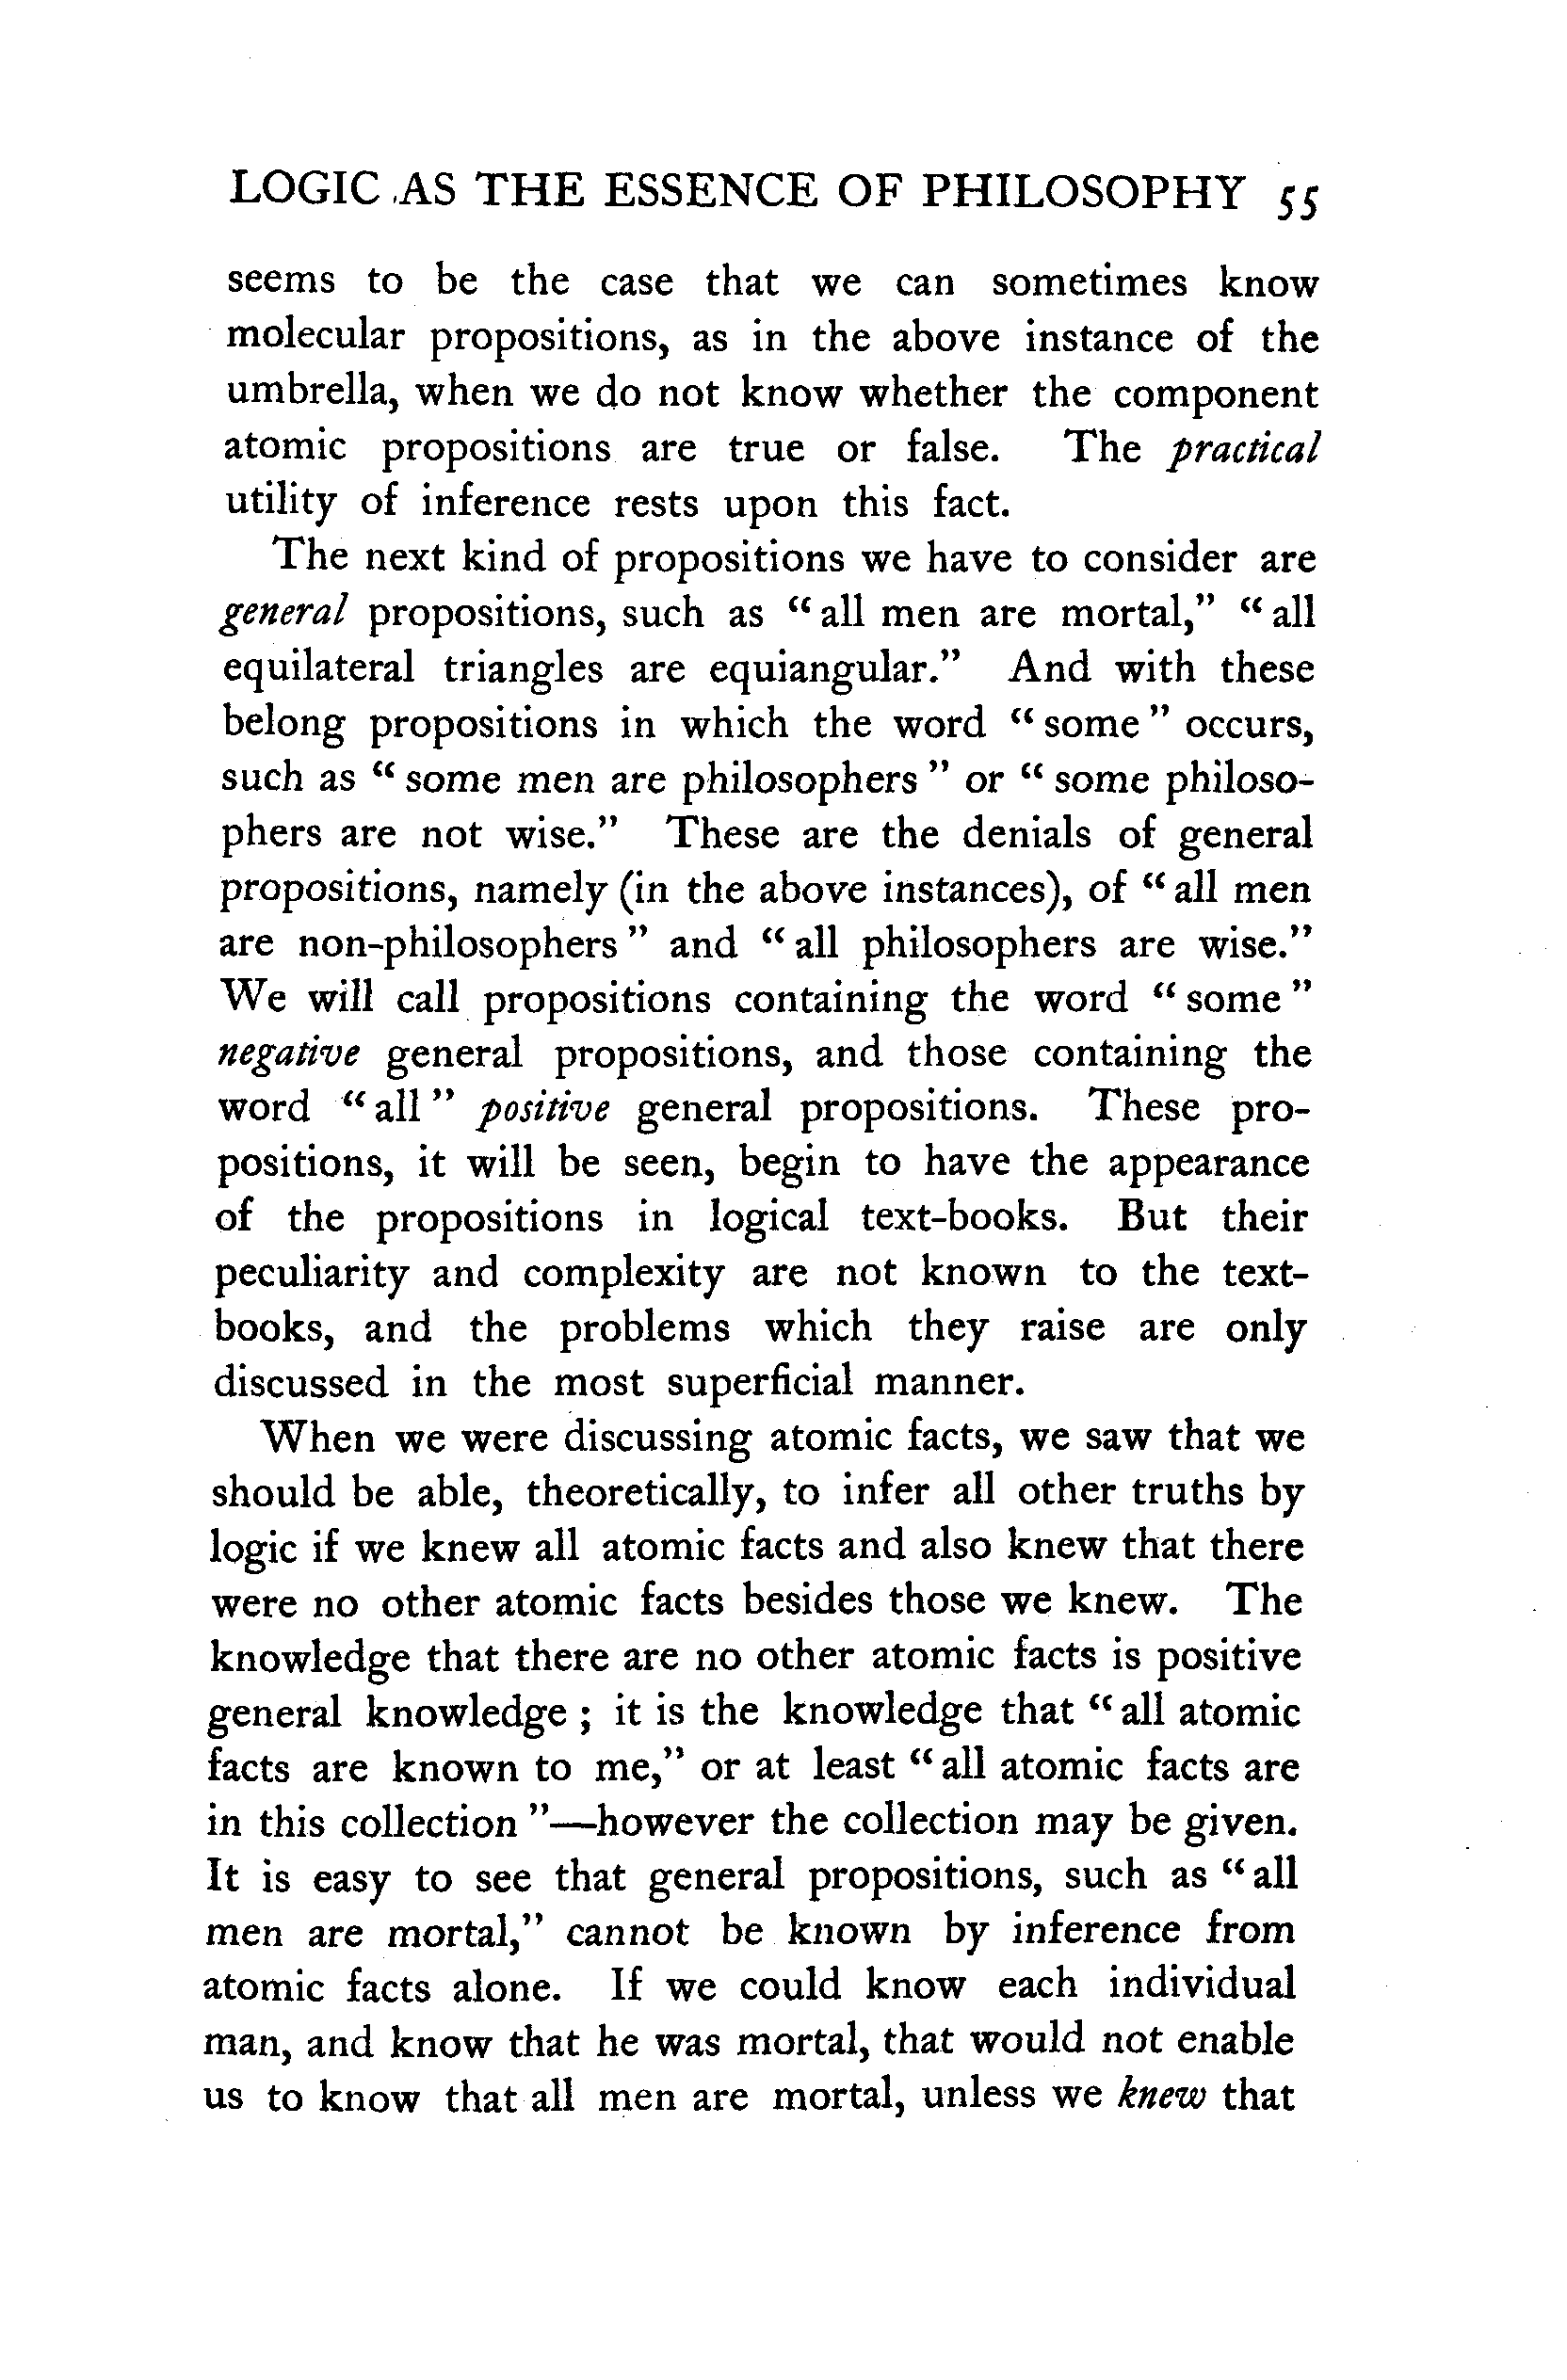 LOGIC AS THE ESSENCE OF PHILOSOPHY 55
seems to be the case that we can sometimes know
molecular propositions, as in the above instance of the
umbrella, when we do not know whether the component
atomic propositions are true or false. The practical
utility of inference rests upon this fact.
The next kind of propositions we have to consider are
general propositions, such as “all men are mortal,” “all
equilateral triangles are equiangular.” And with these
belong propositions in which the word “some” occurs,
such as “some men are philosophers” or “some philoso-
phers are not wise.” These are the denials of general
propositions, namely (in the above instances), of “all men
are non-philosophers” and “all philosophers are wise.”
We will call propositions containing the word “some”
negative general propositions, and those containing the
word “all” positive general propositions. These pro-
positions, it will be seen, begin to have the appearance
of the propositions in logical text-books. But their
peculiarity and complexity are not known to the text-
books, and the problems which they raise are only
discussed in the most superficial manner.
When we were discussing atomic facts, we saw that we
should be able, theoretically, to infer all other truths by
logic if we knew all atomic facts and also knew that there
were no other atomic facts besides those we knew. The
knowledge that there are no other atomic facts is positive
general knowledge; it is the knowledge that “all atomic
facts are known to me,” or at least “all atomic facts are
in this collection”—however the collection may be given.
It is easy to see that general propositions, such as “all
men are mortal,” cannot be known by inference from
atomic facts alone. If we could know each individual
man, and know that he was mortal, that would not enable
us to know that all men are mortal, unless we knew that